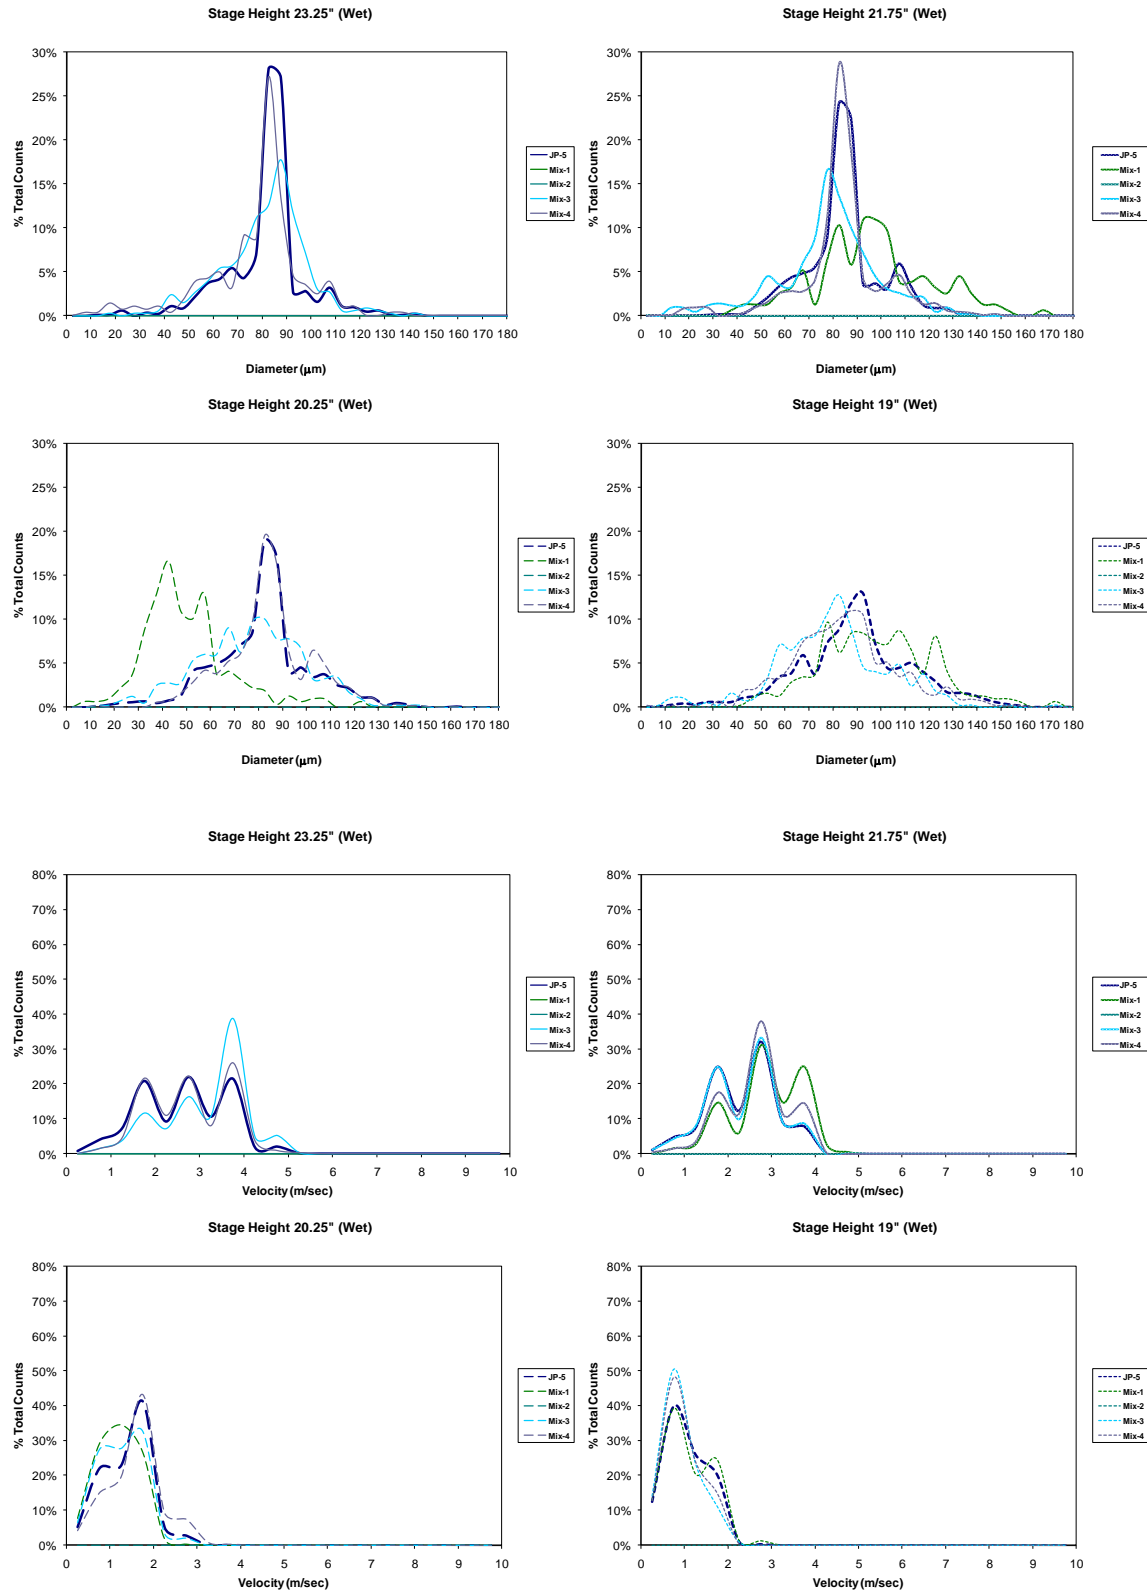 Stage Height 23.25" (Wet)
30%
25%
20%
15%
10%
5%
0%
% Total Counts
0 10 20 30 40 50 60 70 80 90 100 110 120 130 140 150 160 170 180
Diameter (μm)
JP-5
Mix-1
Mix-2
Mix-3
Mix-4
Stage Height 21.75" (Wet)
30%
25%
20%
15%
10%
5%
0%
% Total Counts
0 10 20 30 40 50 60 70 80 90 100 110 120 130 140 150 160 170 180
Diameter (μm)
JP-5
Mix-1
Mix-2
Mix-3
Mix-4
Stage Height 20.25" (Wet)
30%
25%
20%
15%
10%
5%
0%
% Total Counts
0 10 20 30 40 50 60 70 80 90 100 110 120 130 140 150 160 170 180
Diameter (μm)
JP-5
Mix-1
Mix-2
Mix-3
Mix-4
Stage Height 19" (Wet)
30%
25%
20%
15%
10%
5%
0%
% Total Counts
0 10 20 30 40 50 60 70 80 90 100 110 120 130 140 150 160 170 180
Diameter (μm)
JP-5
Mix-1
Mix-2
Mix-3
Mix-4
Stage Height 23.25" (Wet)
80%
70%
60%
50%
40%
30%
20%
10%
0%
% Total Counts
0 1 2 3 4 5 6 7 8 9 10
Velocity (m/sec)
JP-5
Mix-1
Mix-2
Mix-3
Mix-4
Stage Height 21.75" (Wet)
80%
70%
60%
50%
40%
30%
20%
10%
0%
% Total Counts
0 1 2 3 4 5 6 7 8 9 10
Velocity (m/sec)
JP-5
Mix-1
Mix-2
Mix-3
Mix-4
Stage Height 20.25" (Wet)
80%
70%
60%
50%
40%
30%
20%
10%
0%
% Total Counts
0 1 2 3 4 5 6 7 8 9 10
Velocity (m/sec)
JP-5
Mix-1
Mix-2
Mix-3
Mix-4
Stage Height 19" (Wet)
80%
70%
60%
50%
40%
30%
20%
10%
0%
% Total Counts
0 1 2 3 4 5 6 7 8 9 10
Velocity (m/sec)
JP-5
Mix-1
Mix-2
Mix-3
Mix-4